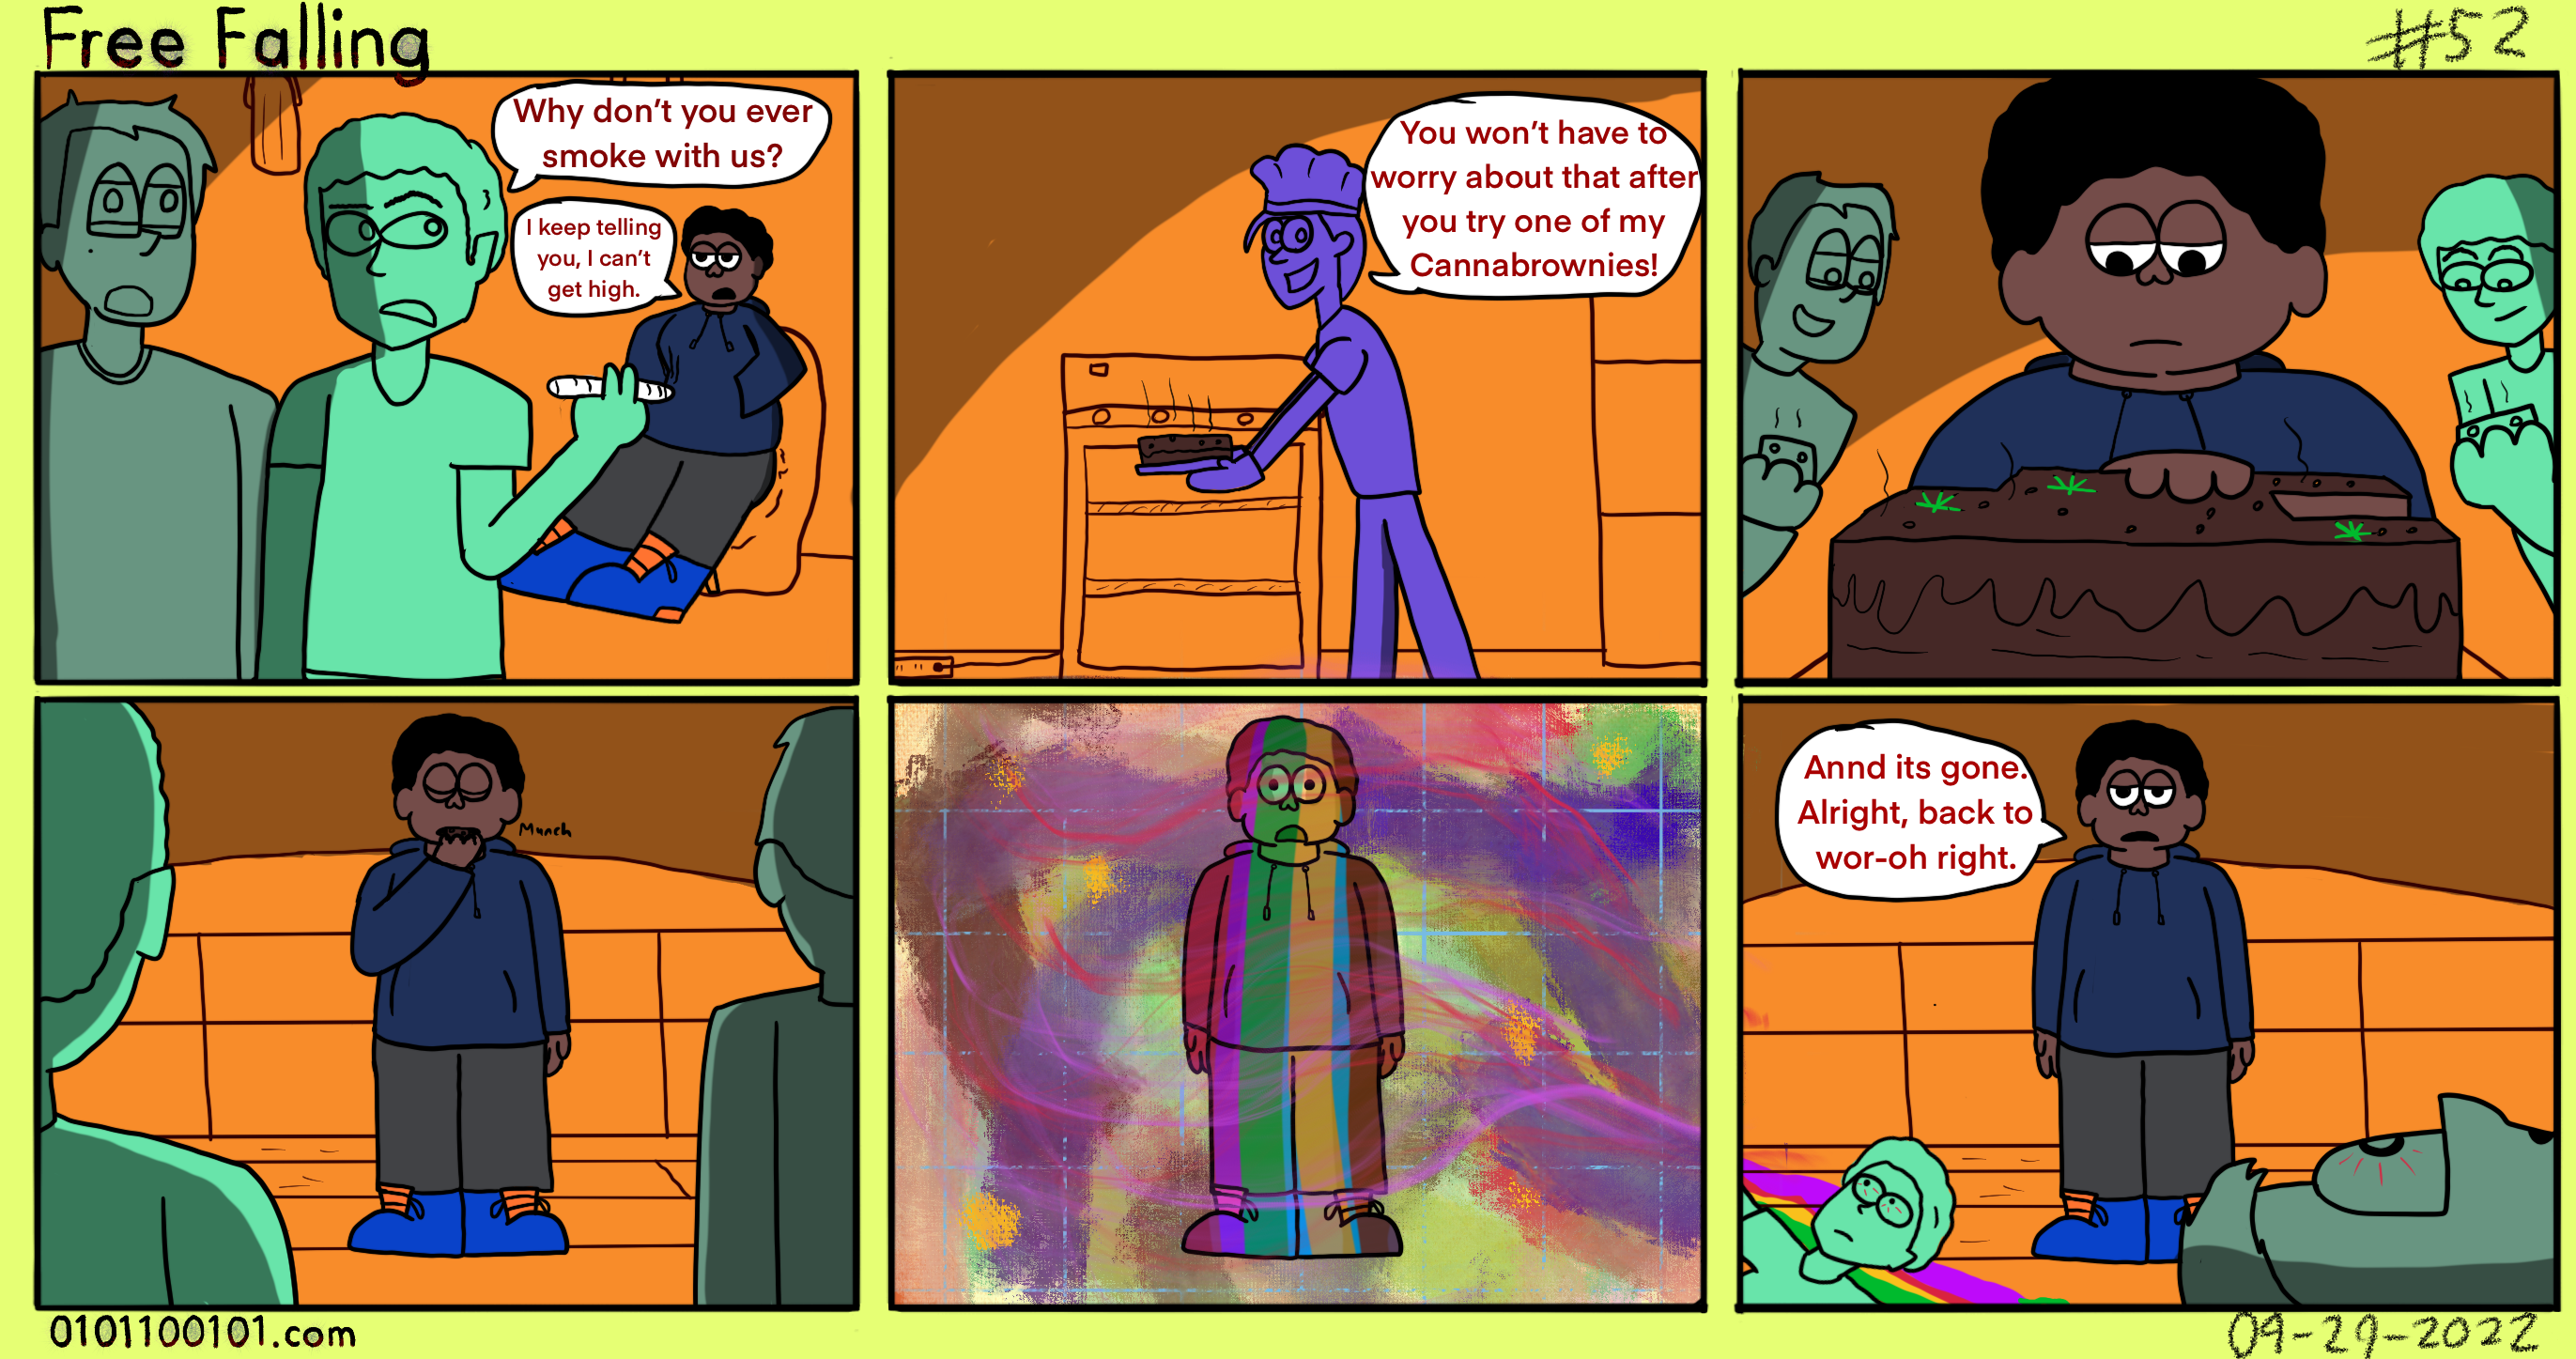 Free Falling
#52
Why don't you ever
smoke with us?
I keep telling
you, I can't
get high.
You won't have to
worry about that after
you try one of my
Cannabrownies!
Munch
Annd its gone.
Alright, back to
wor-oh right.
0101100101.com
09-29-2022